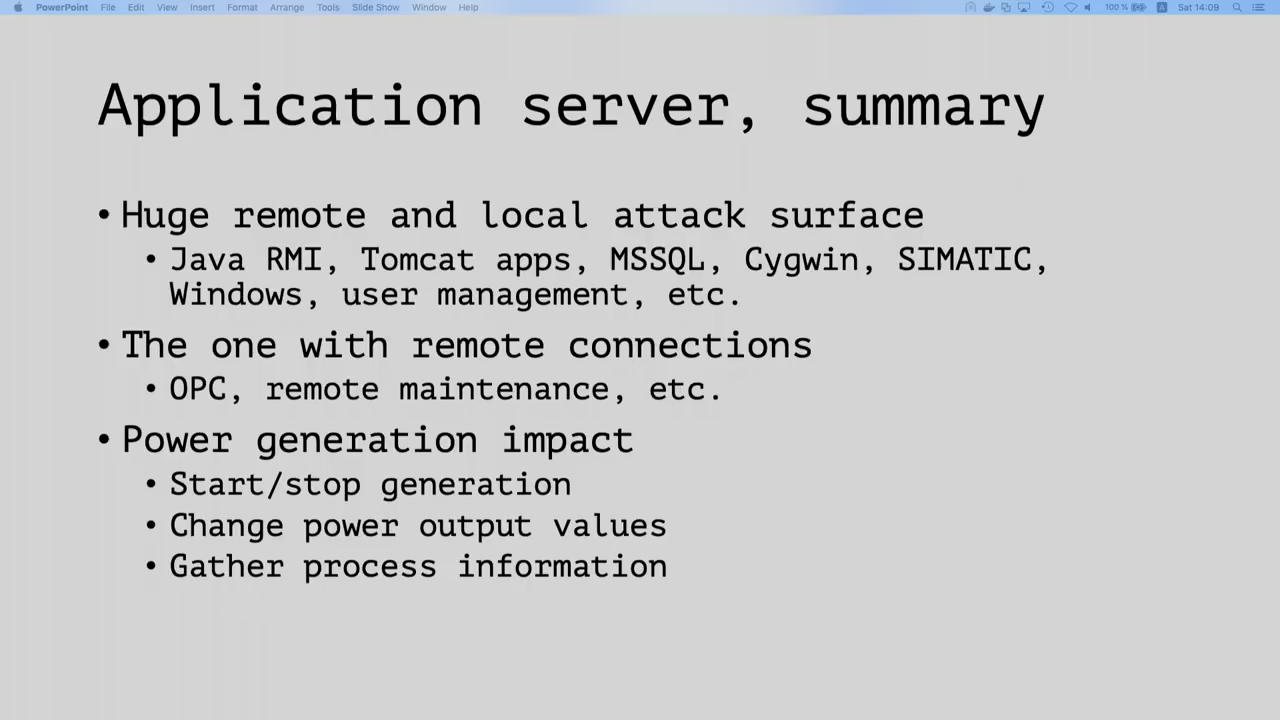 PowerPoint File Edit View Insert Format Arrange Tools Slide Show Window Help 100 % A Sat 14:09
Application server, summary
• Huge remote and local attack surface
• Java RMI, Tomcat apps, MSSQL, Cygwin, SIMATIC,
Windows, user management, etc.
• The one with remote connections
• OPC, remote maintenance, etc.
• Power generation impact
• Start/stop generation
• Change power output values
• Gather process information